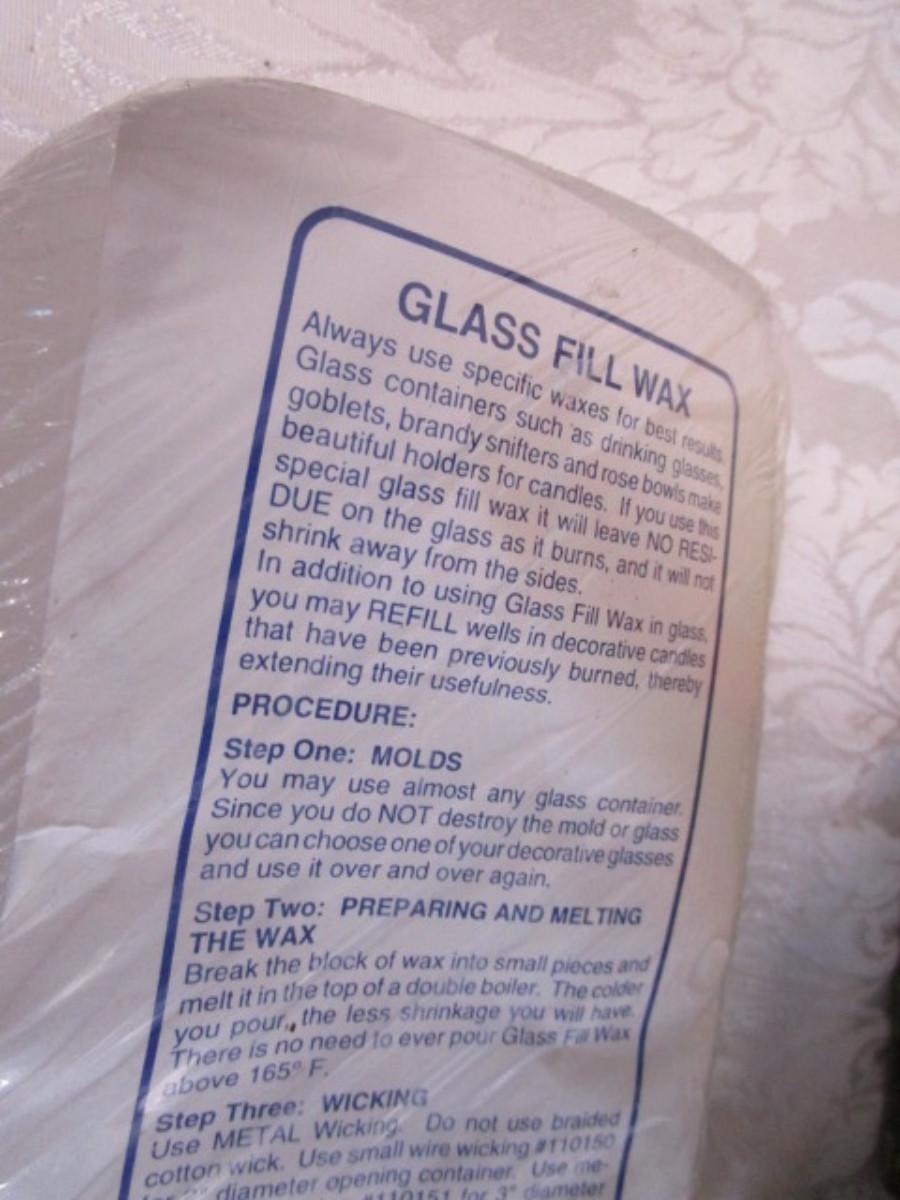 GLASS FILL WAX
Always use specific waxes for best results.
Glass containers such as drinking glasses,
goblets, brandy snifters and rose bowls make
beautiful holders for candles. If you use this
special glass fill wax it will leave NO RESI-
DUE on the glass as it burns, and it will not
shrink away from the sides.
In addition to using Glass Fill Wax in glass,
you may REFILL wells in decorative candles
that have been previously burned, thereby
extending their usefulness.
PROCEDURE:
Step One: MOLDS
You may use almost any glass container.
Since you do NOT destroy the mold or glass
you can choose one of your decorative glasses
and use it over and over again.
Step Two: PREPARING AND MELTING
THE WAX
Break the block of wax into small pieces and
melt it in the top of a double boiler. The colder
you pour, the less shrinkage you will have.
There is no need to ever pour Glass Fill Wax
above 165° F.
Step Three: WICKING
Use METAL Wicking. Do not use braided
cotton wick. Use small wire wicking #110150
for 2" diameter opening container. Use me-
#110151 for 3" diameter